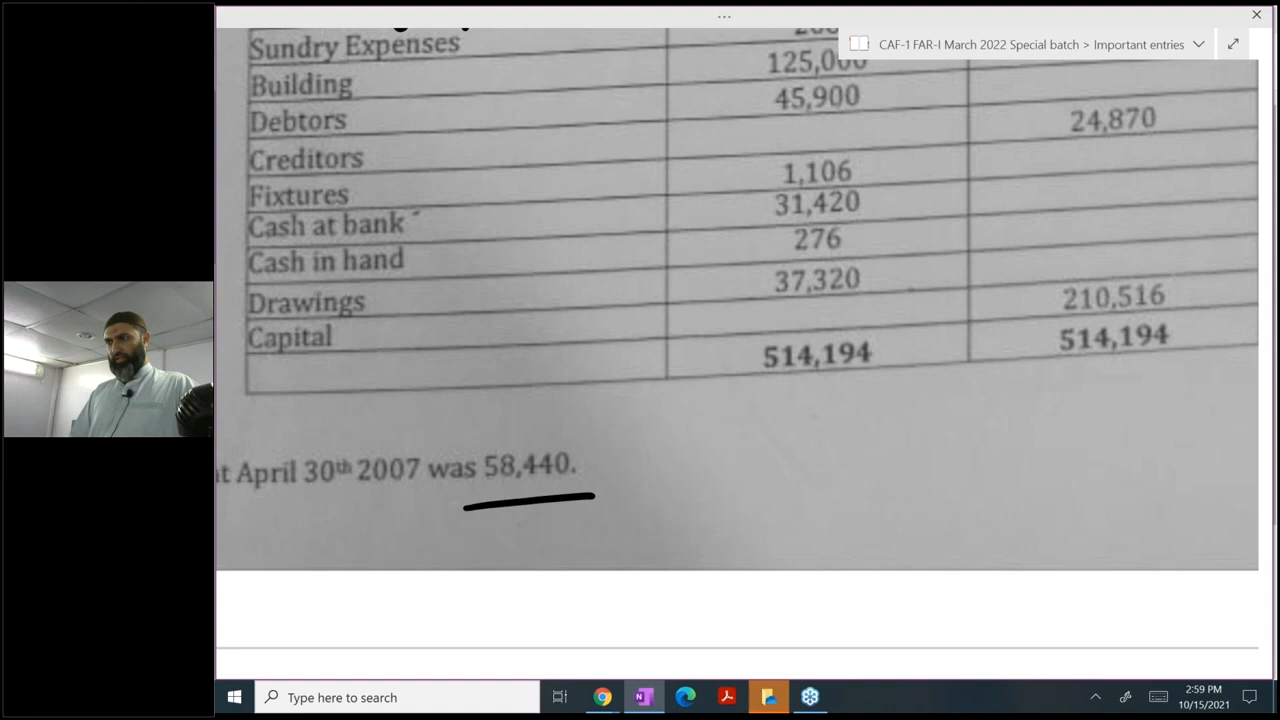 CAF-1 FAR-I March 2022 Special batch > Important entries
Sundry Expenses
Building 125,000
Debtors 45,900
Creditors 24,870
Fixtures 1,106
Cash at bank 31,420
Cash in hand 276
Drawings 37,320
Capital 210,516
514,194 514,194
April 30th 2007 was 58,440.
Type here to search
2:59 PM
10/15/2021